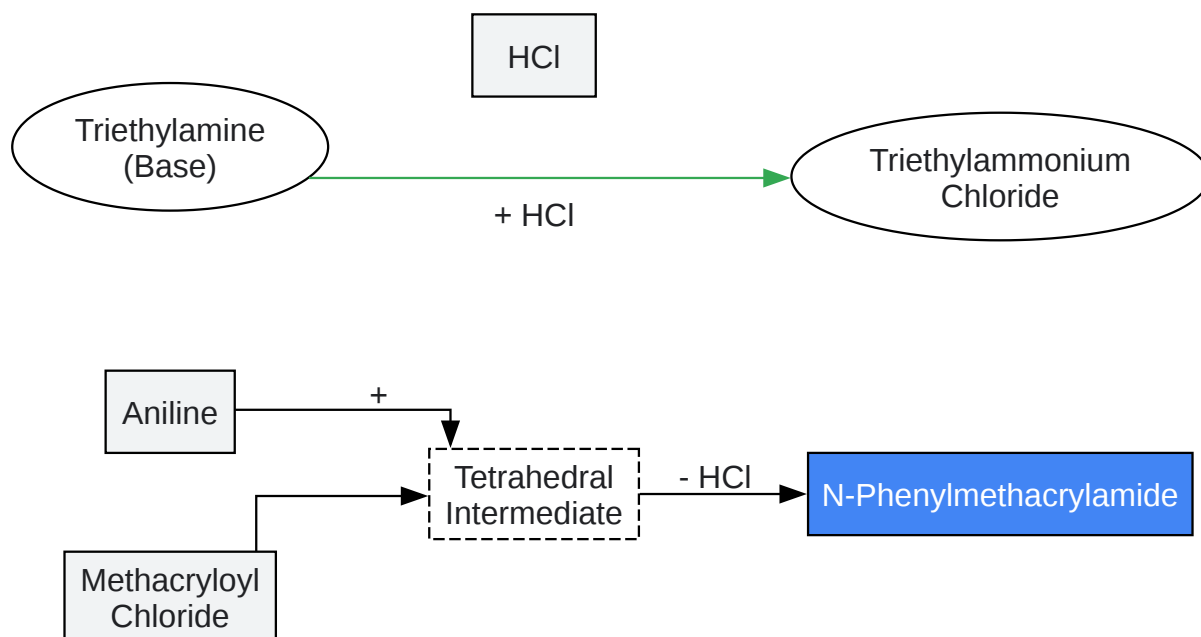 HCl
Triethylamine
(Base)
Triethylammonium
Chloride
+ HCl
Aniline
+
Tetrahedral
Intermediate
- HCl
N-Phenylmethacrylamide
Methacryloyl
Chloride